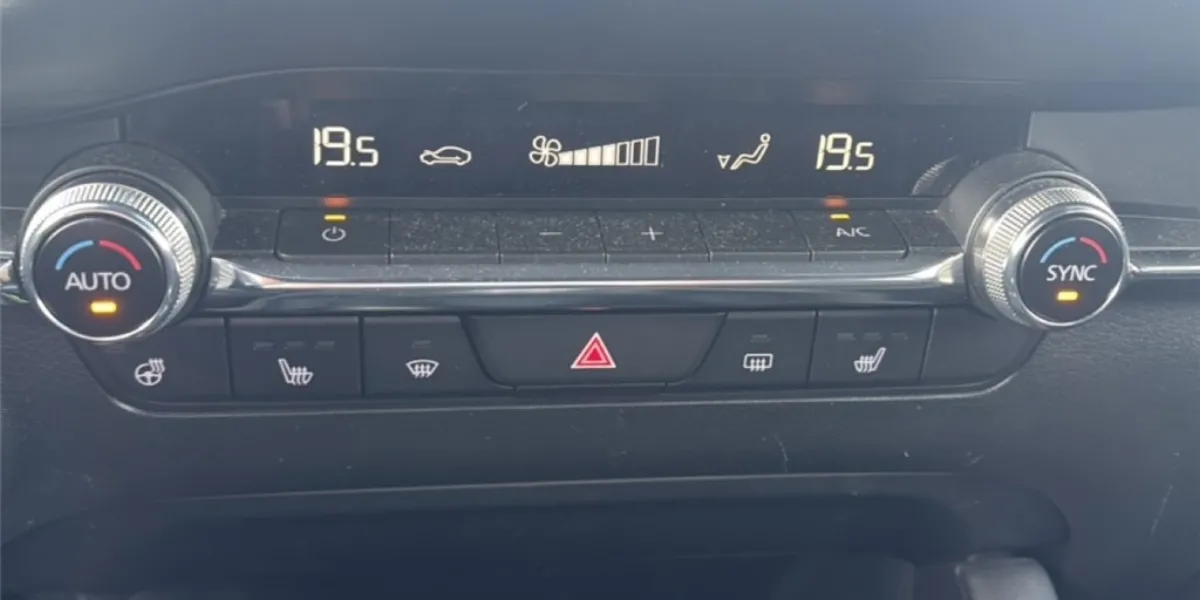 19.5 19.5
− + A/C
AUTO SYNC